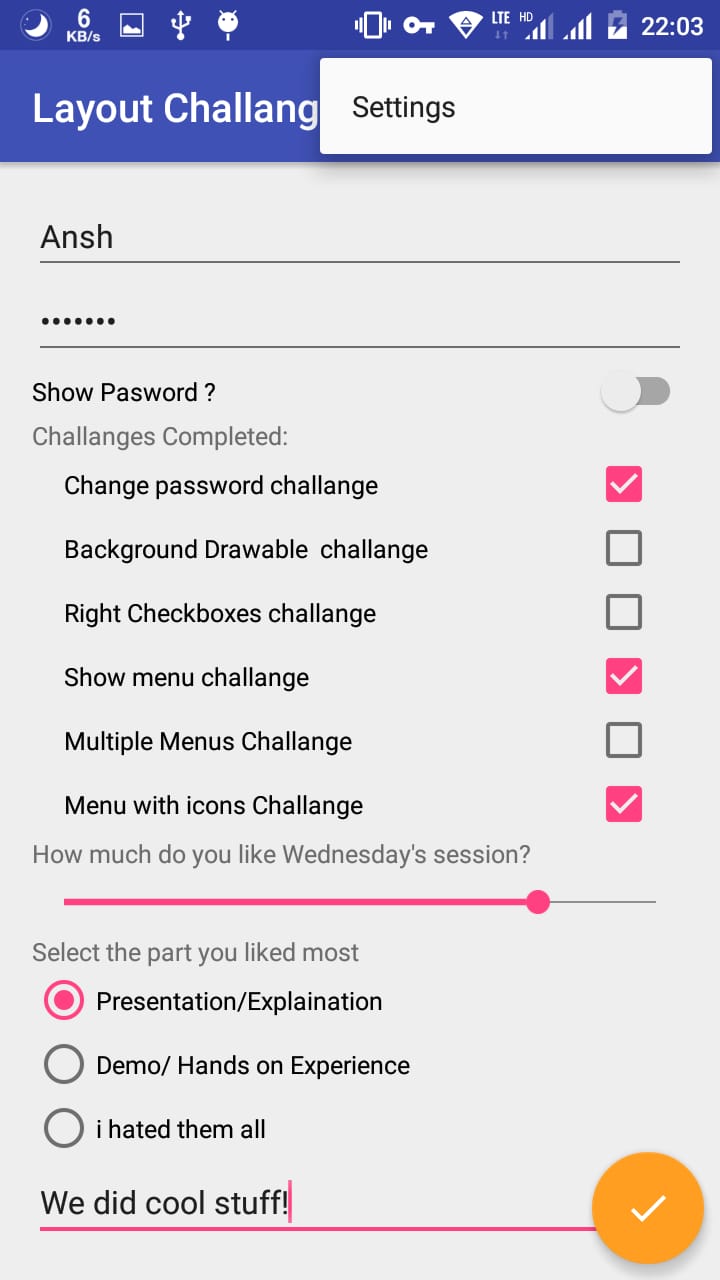 6
KB/s
LTE
HD
22:03
Layout Challang
Settings
Ansh
•••••••
Show Pasword ?
Challanges Completed:
Change password challange
Background Drawable  challange
Right Checkboxes challange
Show menu challange
Multiple Menus Challange
Menu with icons Challange
How much do you like Wednesday's session?
Select the part you liked most
Presentation/Explaination
Demo/ Hands on Experience
i hated them all
We did cool stuff!